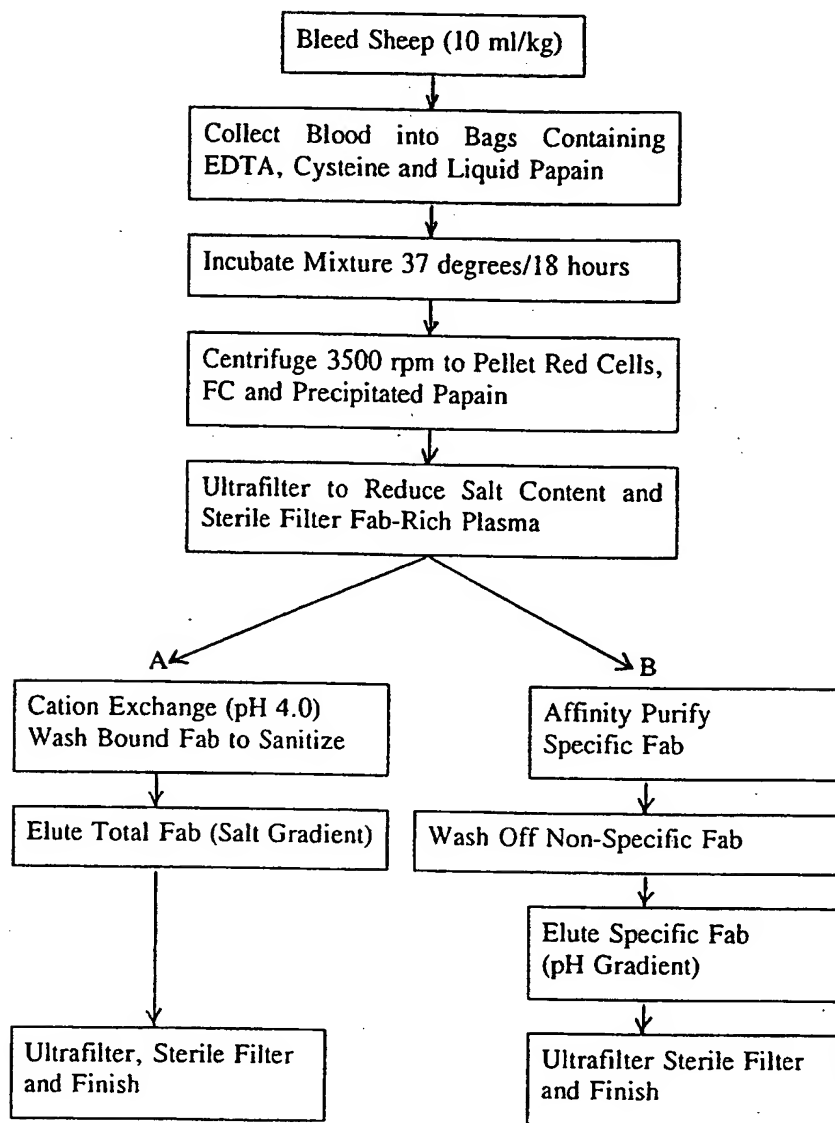 Bleed Sheep (10 ml/kg)
Collect Blood into Bags Containing
EDTA, Cysteine and Liquid Papain
Incubate Mixture 37 degrees/18 hours
Centrifuge 3500 rpm to Pellet Red Cells,
FC and Precipitated Papain
Ultrafilter to Reduce Salt Content and
Sterile Filter Fab-Rich Plasma
A
Cation Exchange (pH 4.0)
Wash Bound Fab to Sanitize
Elute Total Fab (Salt Gradient)
Ultrafilter, Sterile Filter
and Finish
B
Affinity Purify
Specific Fab
Wash Off Non-Specific Fab
Elute Specific Fab
(pH Gradient)
Ultrafilter Sterile Filter
and Finish